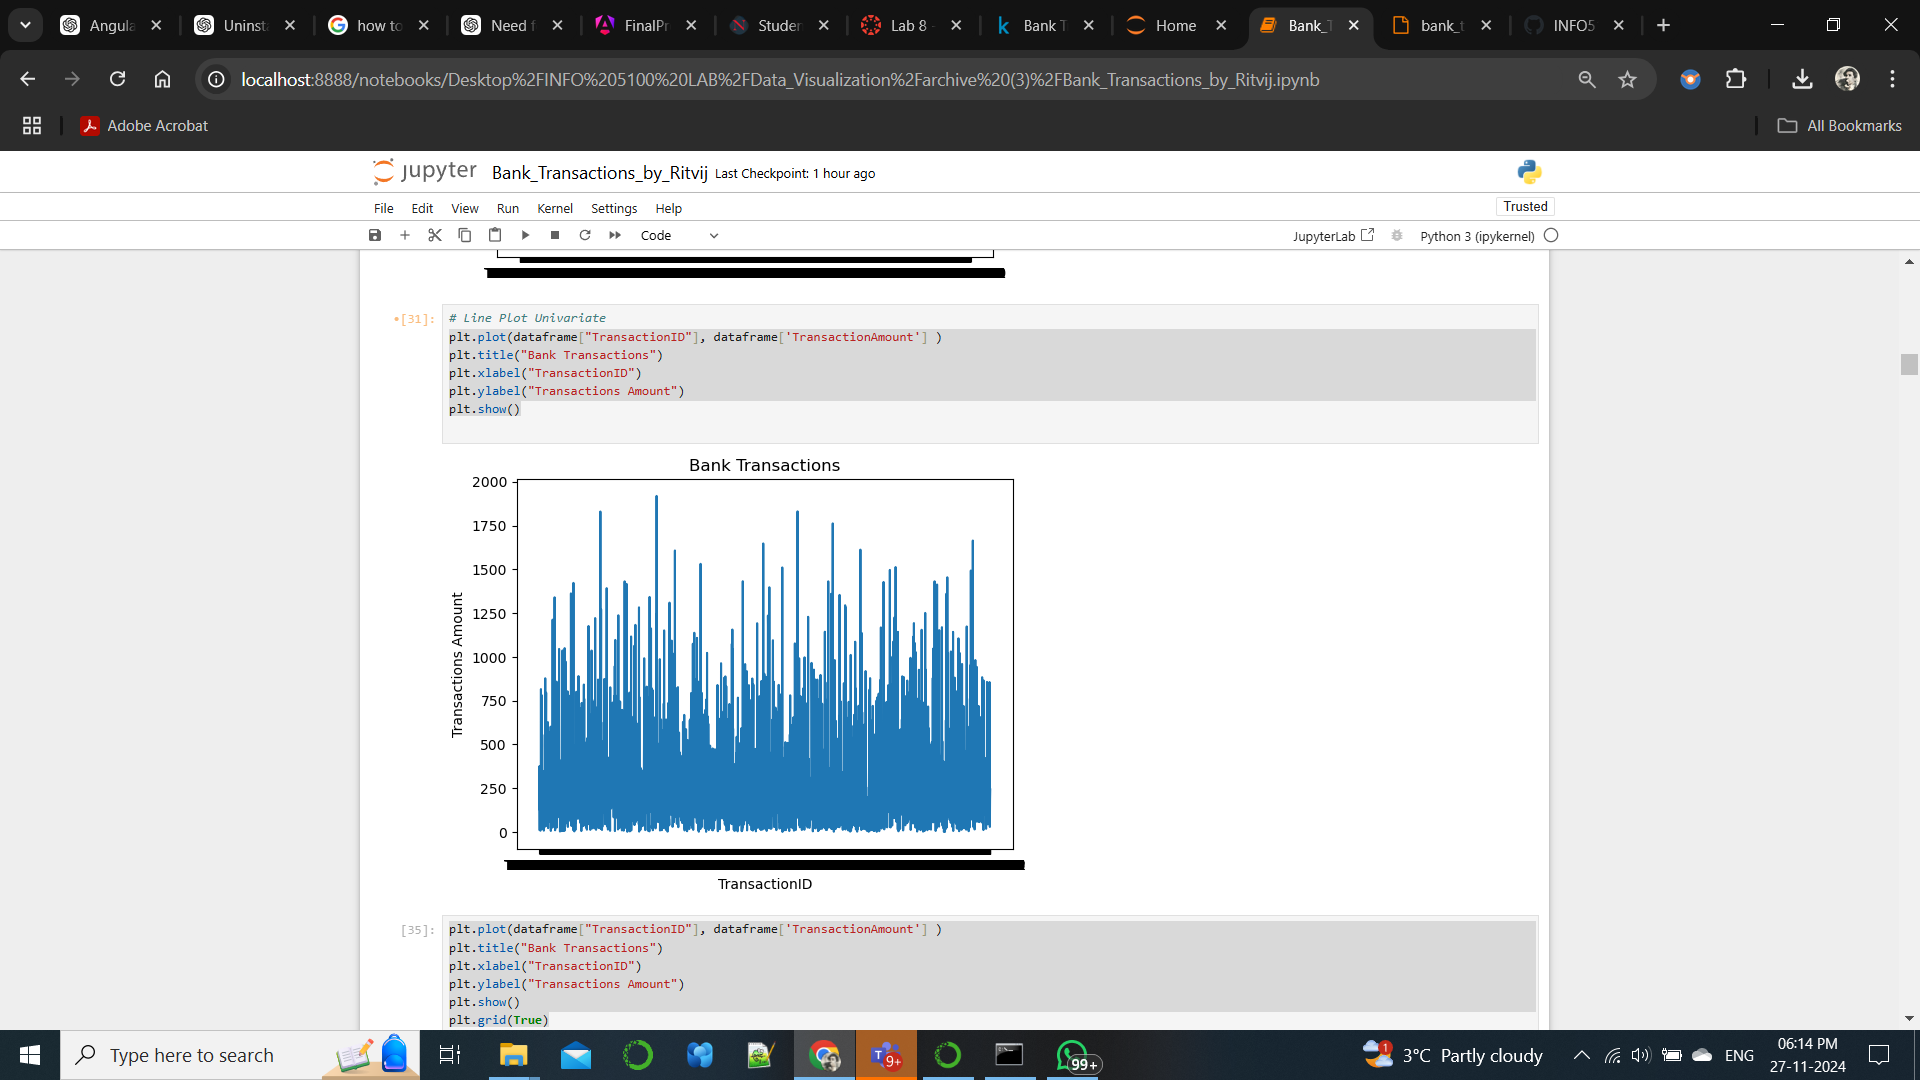 Angula
Uninsta
how to
Need f
FinalPr
Studen
Lab 8 -
Bank T
Home
Bank_T
bank_t
INFO5
localhost:8888/notebooks/Desktop%2FINFO%205100%20LAB%2FData_Visualization%2Farchive%20(3)%2FBank_Transactions_by_Ritvij.ipynb
Adobe Acrobat
All Bookmarks
jupyter Bank_Transactions_by_Ritvij Last Checkpoint: 1 hour ago
File Edit View Run Kernel Settings Help
Trusted
Code
JupyterLab
Python 3 (ipykernel)
[31]:
# Line Plot Univariate
plt.plot(dataframe["TransactionID"], dataframe['TransactionAmount'] )
plt.title("Bank Transactions")
plt.xlabel("TransactionID")
plt.ylabel("Transactions Amount")
plt.show()
Bank Transactions
2000
1750
1500
1250
1000
750
500
250
0
Transactions Amount
TransactionID
[35]:
plt.plot(dataframe["TransactionID"], dataframe['TransactionAmount'] )
plt.title("Bank Transactions")
plt.xlabel("TransactionID")
plt.ylabel("Transactions Amount")
plt.show()
plt.grid(True)
Type here to search
9+
99+
1
3°C Partly cloudy
ENG
06:14 PM
27-11-2024